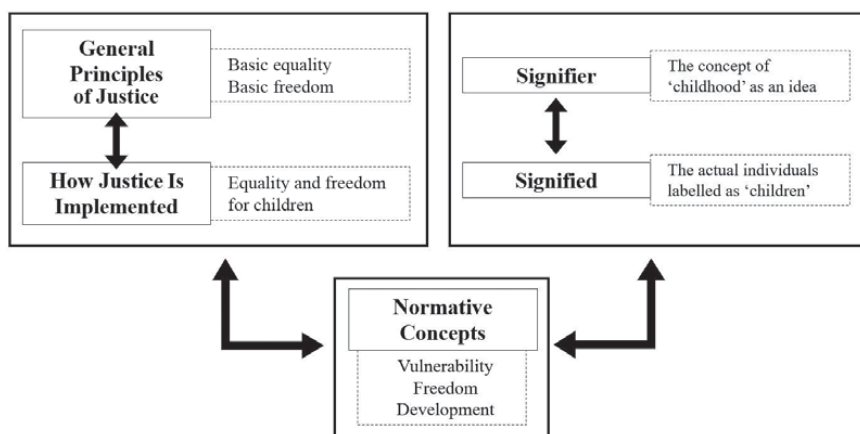 General
Principles
of Justice
Basic equality
Basic freedom
How Justice Is
Implemented
Equality and freedom
for children
Signifier
The concept of
‘childhood’ as an idea
Signified
The actual individuals
labelled as ‘children’
Normative
Concepts
Vulnerability
Freedom
Development